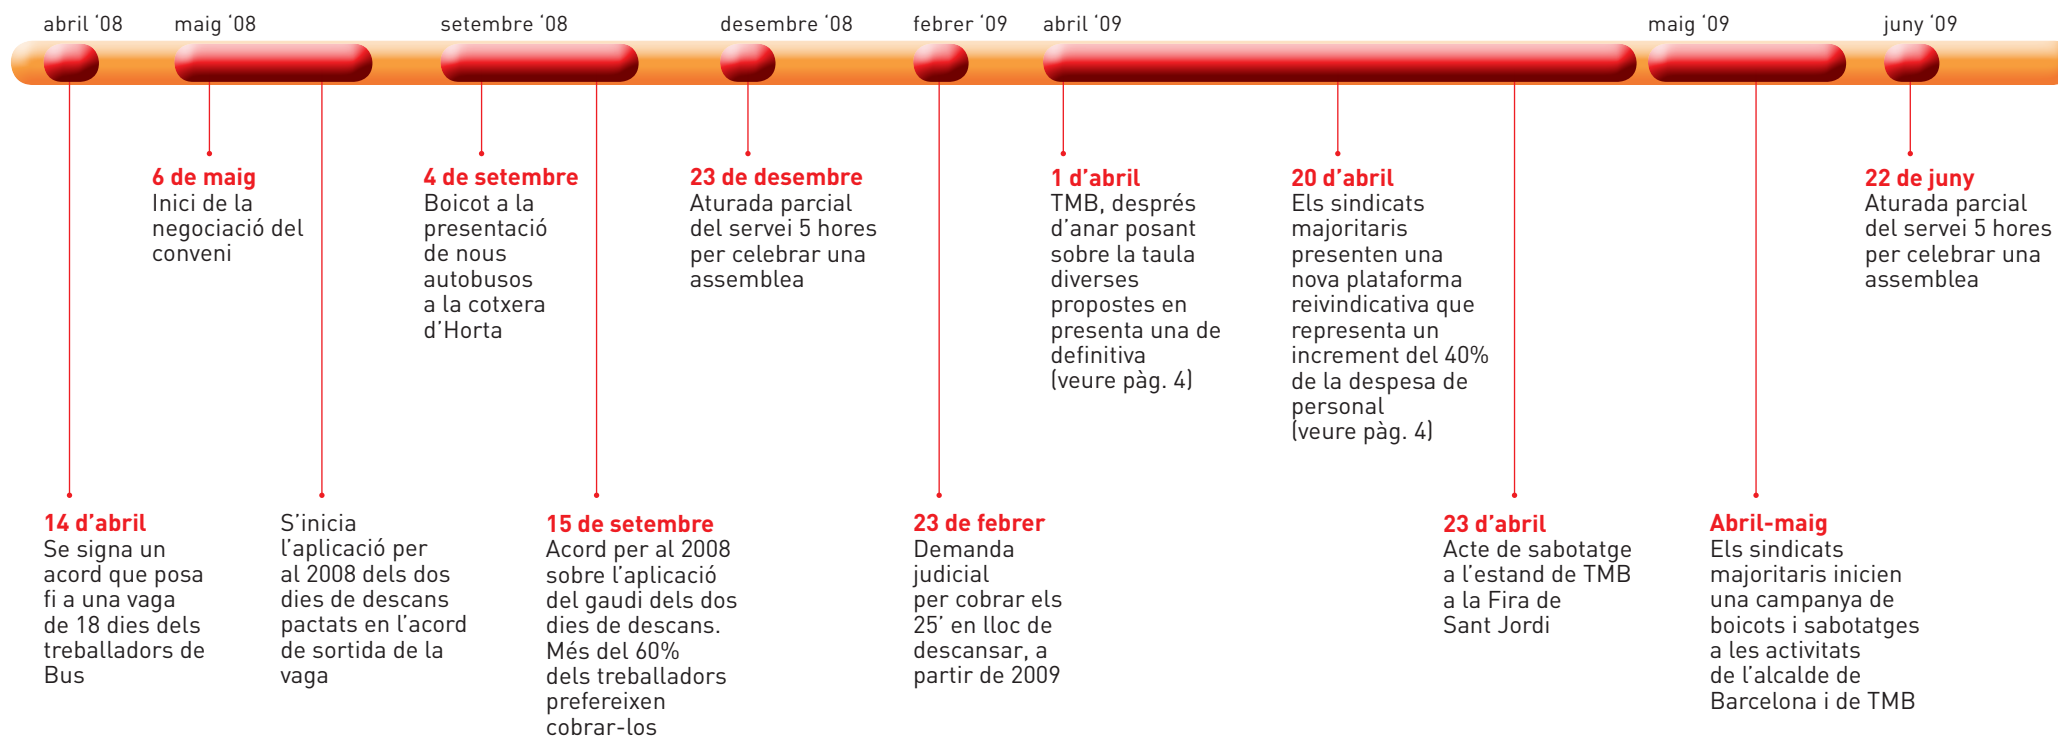 abril ‘08
maig ‘08
setembre ‘08
desembre ‘08
febrer ‘09
abril ‘09
maig ‘09
juny ‘09
6 de maig
Inici de la
negociació del
conveni
4 de setembre
Boicot a la
presentació
de nous
autobusos
a la cotxera
d’Horta
23 de desembre
Aturada parcial
del servei 5 hores
per celebrar una
assemblea
1 d’abril
TMB, després
d’anar posant
sobre la taula
diverses
propostes en
presenta una de
definitiva
(veure pàg. 4)
20 d’abril
Els sindicats
majoritaris
presenten una
nova plataforma
reivindicativa que
representa un
increment del 40%
de la despesa de
personal
(veure pàg. 4)
22 de juny
Aturada parcial
del servei 5 hores
per celebrar una
assemblea
14 d’abril
Se signa un
acord que posa
fi a una vaga
de 18 dies dels
treballadors de
Bus
S’inicia
l’aplicació per
al 2008 dels dos
dies de descans
pactats en l’acord
de sortida de la
vaga
15 de setembre
Acord per al 2008
sobre l’aplicació
del gaudi dels dos
dies de descans.
Més del 60%
dels treballadors
prefereixen
cobrar-los
23 de febrer
Demanda
judicial
per cobrar els
25’ en lloc de
descansar, a
partir de 2009
23 d’abril
Acte de sabotatge
a l’estand de TMB
a la Fira de
Sant Jordi
Abril-maig
Els sindicats
majoritaris inicien
una campanya de
boicots i sabotatges
a les activitats
de l’alcalde de
Barcelona i de TMB